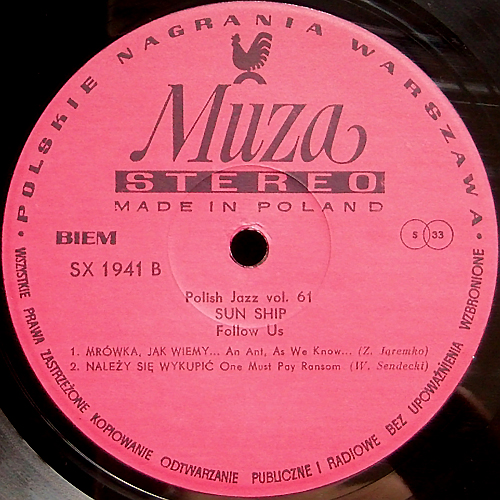 POLSKIE NAGRANIA WARSZAWA
Muza
STEREO
MADE IN POLAND
BIEM
S 33
SX 1941 B
Polish Jazz vol. 61
SUN SHIP
Follow Us
1. MRÓWKA, JAK WIEMY... An Ant, As We Know... (Z. Jaremko)
2. NALEŻY SIĘ WYKUPIĆ One Must Pay Ransom (W. Sendecki)
• WSZYSTKIE PRAWA ZASTRZEŻONE KOPIOWANIE ODTWARZANIE PUBLICZNE I RADIOWE BEZ UPOWAŻNIENIA WZBRONIONE •